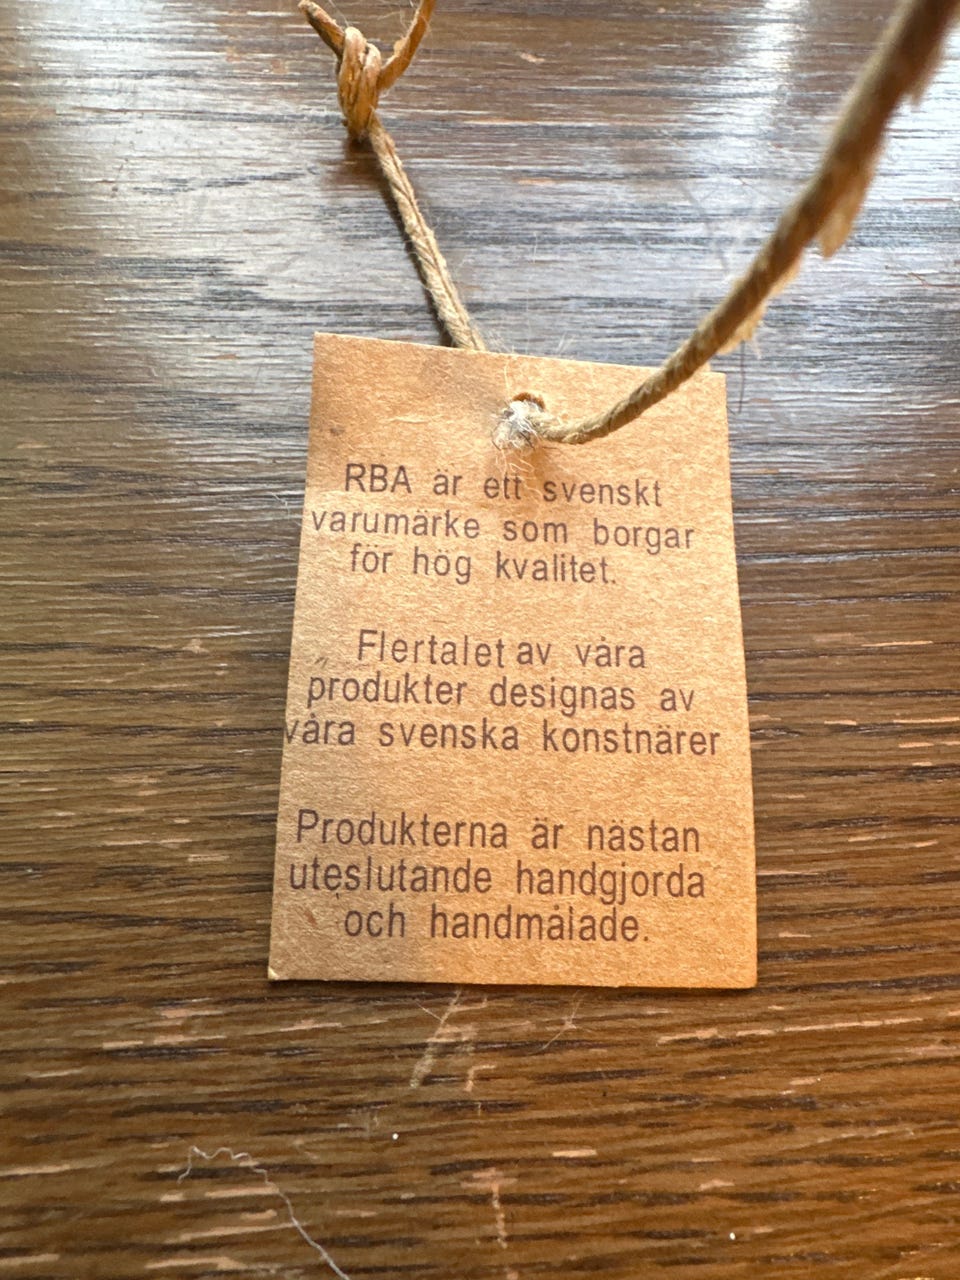 RBA är ett svenskt
varumärke som borgar
för hög kvalitet.
Flertalet av våra
produkter designas av
våra svenska konstnärer
Produkterna är nästan
uteslutande handgjorda
och handmålade.